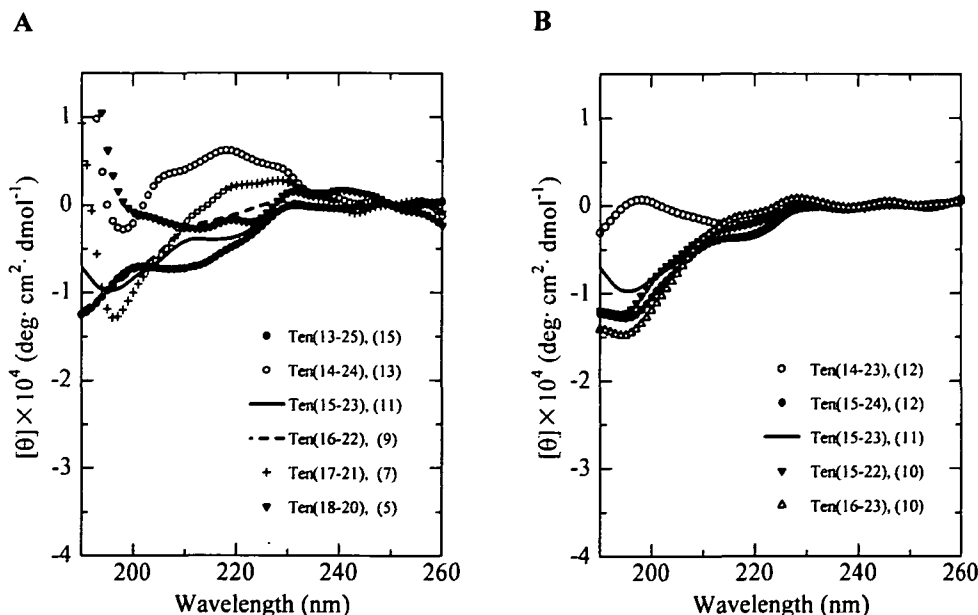 A
[θ] × 10⁴ (deg· cm²· dmol⁻¹)
1
0
-1
-2
-3
-4
Ten(13-25), (15)
Ten(14-24), (13)
Ten(15-23), (11)
Ten(16-22), (9)
Ten(17-21), (7)
Ten(18-20), (5)
200 220 240 260
Wavelength (nm)
B
[θ] × 10⁴ (deg· cm²· dmol⁻¹)
1
0
-1
-2
-3
-4
Ten(14-23), (12)
Ten(15-24), (12)
Ten(15-23), (11)
Ten(15-22), (10)
Ten(16-23), (10)
200 220 240 260
Wavelength (nm)